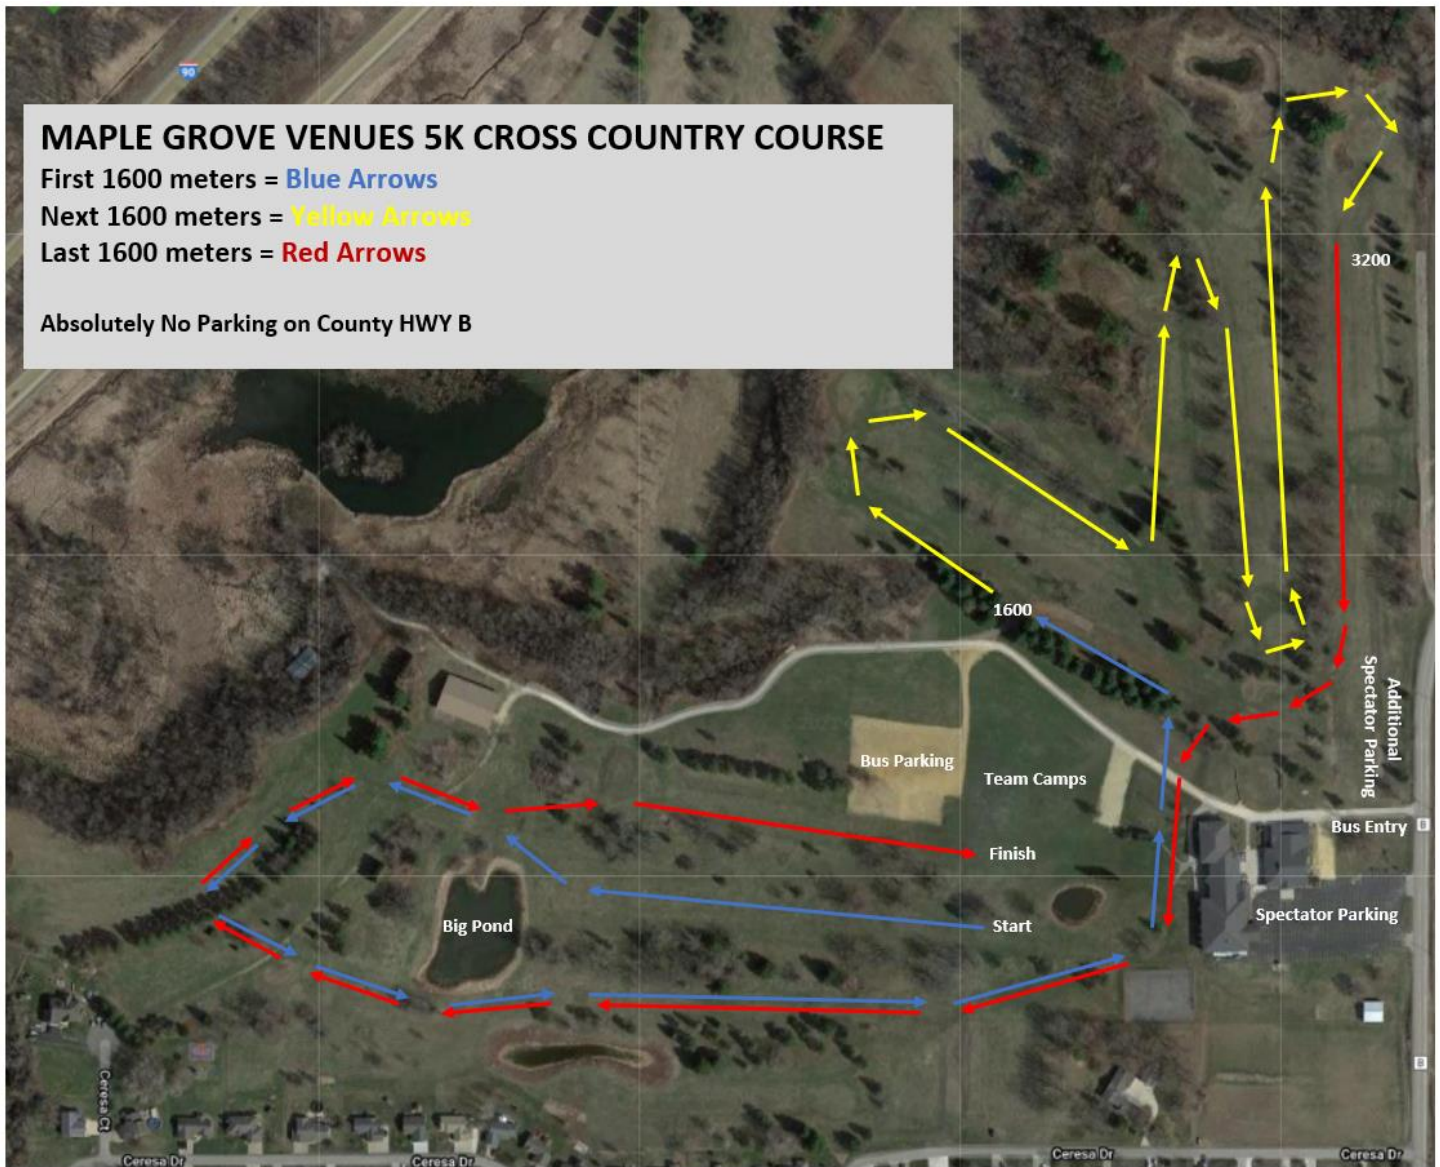 90
MAPLE GROVE VENUES 5K CROSS COUNTRY COURSE
First 1600 meters = Blue Arrows
Next 1600 meters = Yellow Arrows
Last 1600 meters = Red Arrows
Absolutely No Parking on County HWY B
3200
1600
Additional
Spectator Parking
Bus Parking
Team Camps
Bus Entry
B
Finish
Spectator Parking
Big Pond
Start
B
Ceresa Ct
Ceresa Dr
Ceresa Dr
Ceresa Dr
Ceresa Dr